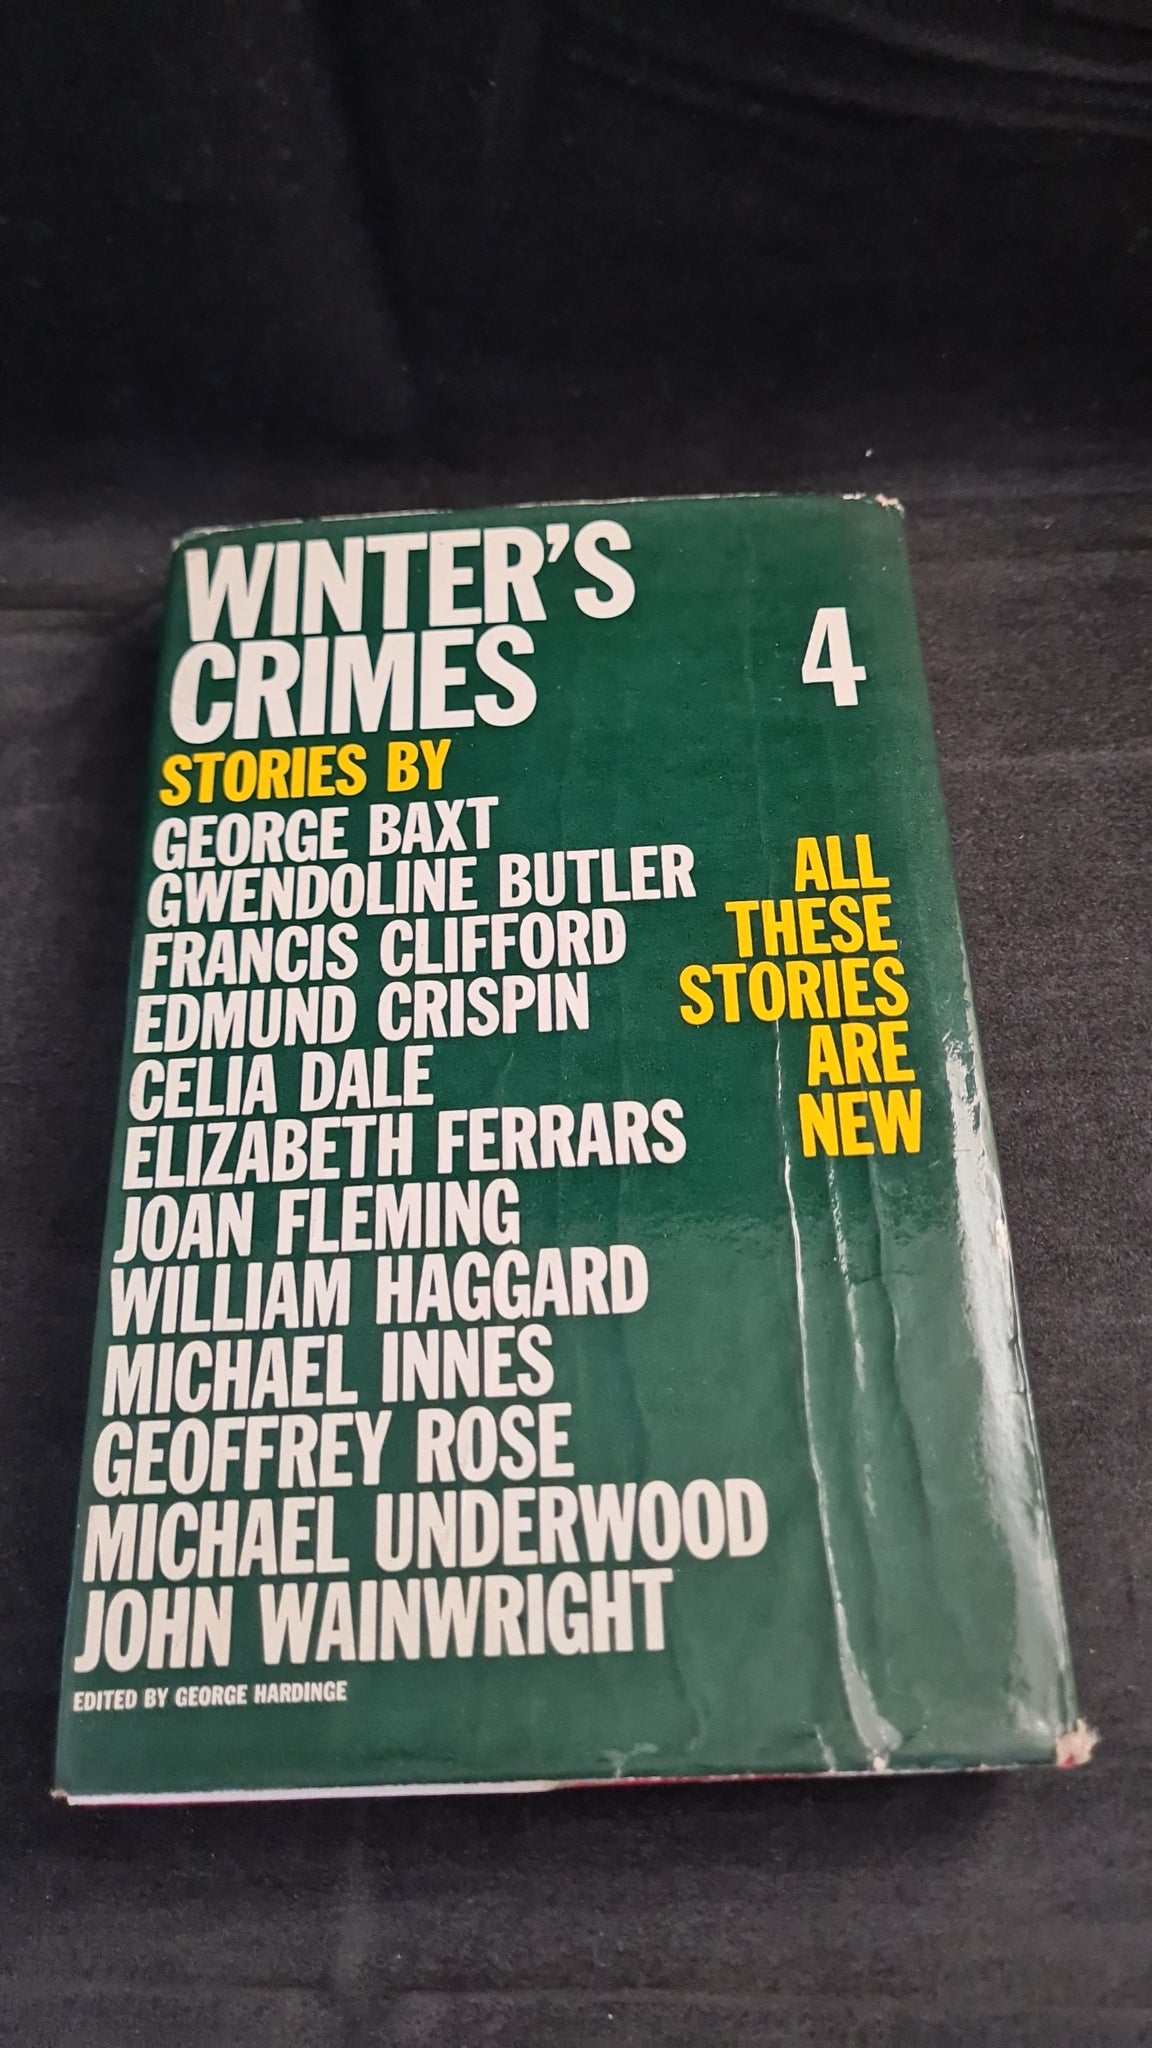 WINTER'S
CRIMES
4
STORIES BY
GEORGE BAXT
GWENDOLINE BUTLER
FRANCIS CLIFFORD
EDMUND CRISPIN
CELIA DALE
ELIZABETH FERRARS
JOAN FLEMING
WILLIAM HAGGARD
MICHAEL INNES
GEOFFREY ROSE
MICHAEL UNDERWOOD
JOHN WAINWRIGHT
EDITED BY GEORGE HARDINGE
ALL
THESE
STORIES
ARE
NEW